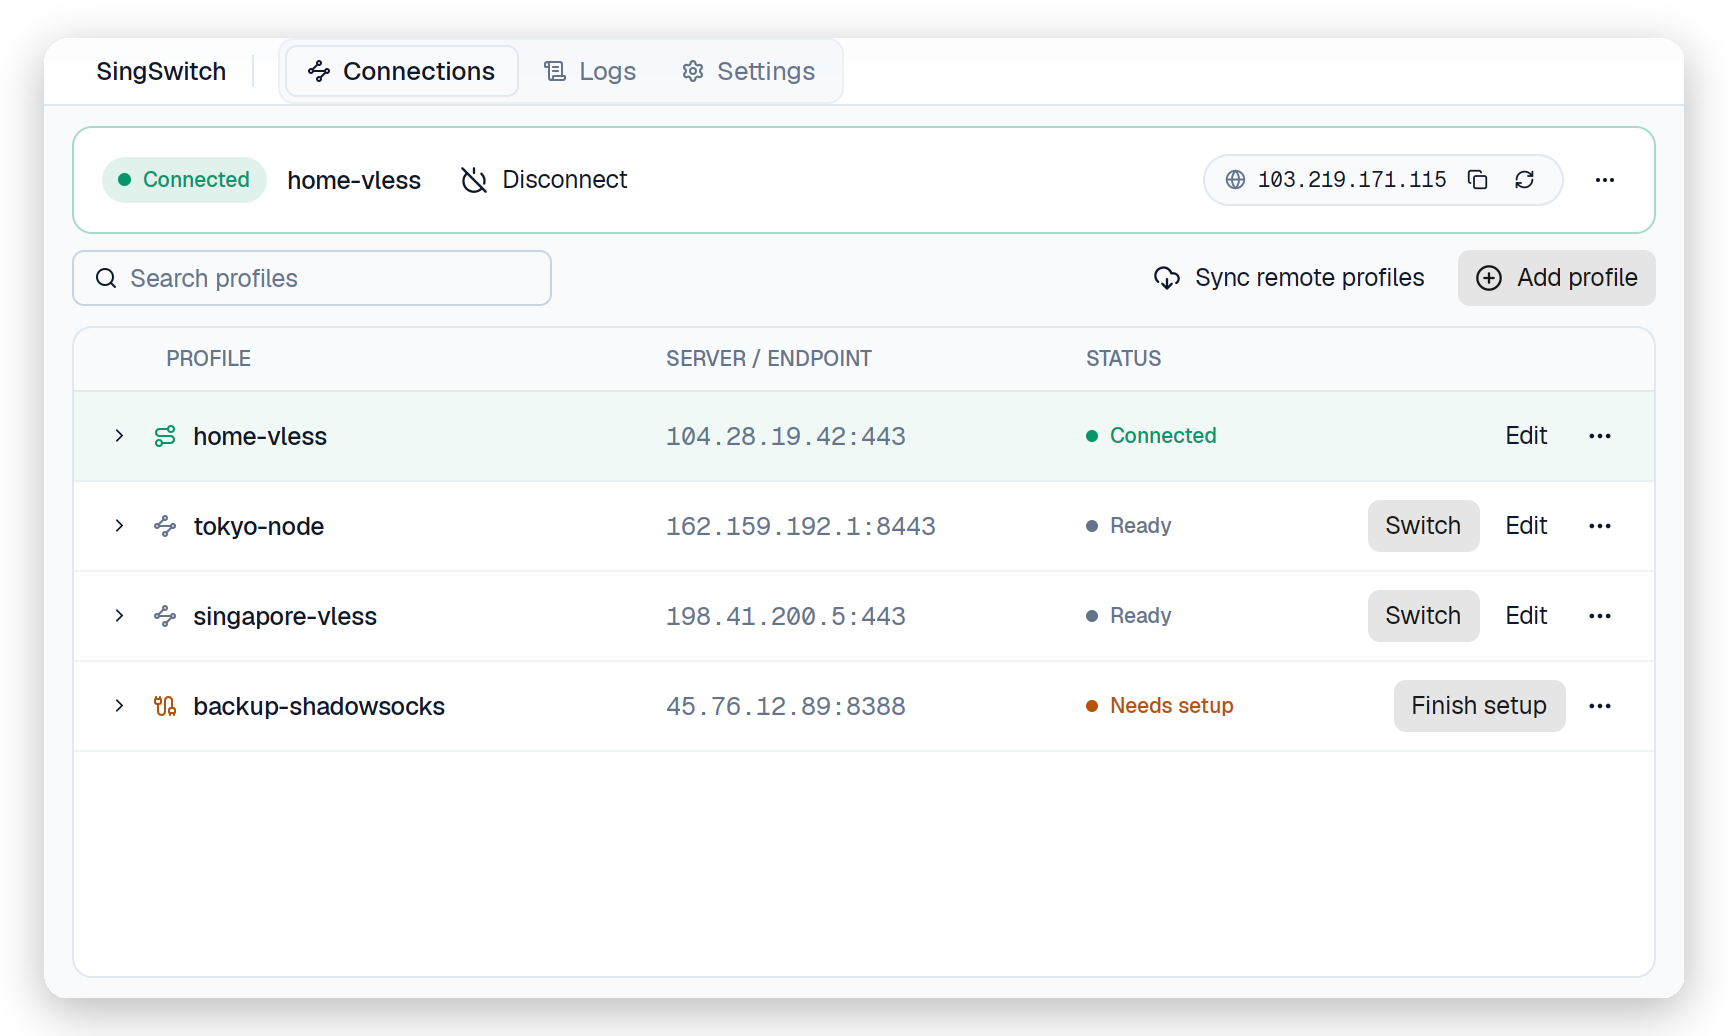 SingSwitch Connections Logs Settings
Connected home-vless Disconnect 103.219.171.115
Search profiles Sync remote profiles Add profile
PROFILE SERVER / ENDPOINT STATUS
home-vless 104.28.19.42:443 Connected Edit
tokyo-node 162.159.192.1:8443 Ready Switch Edit
singapore-vless 198.41.200.5:443 Ready Switch Edit
backup-shadowsocks 45.76.12.89:8388 Needs setup Finish setup